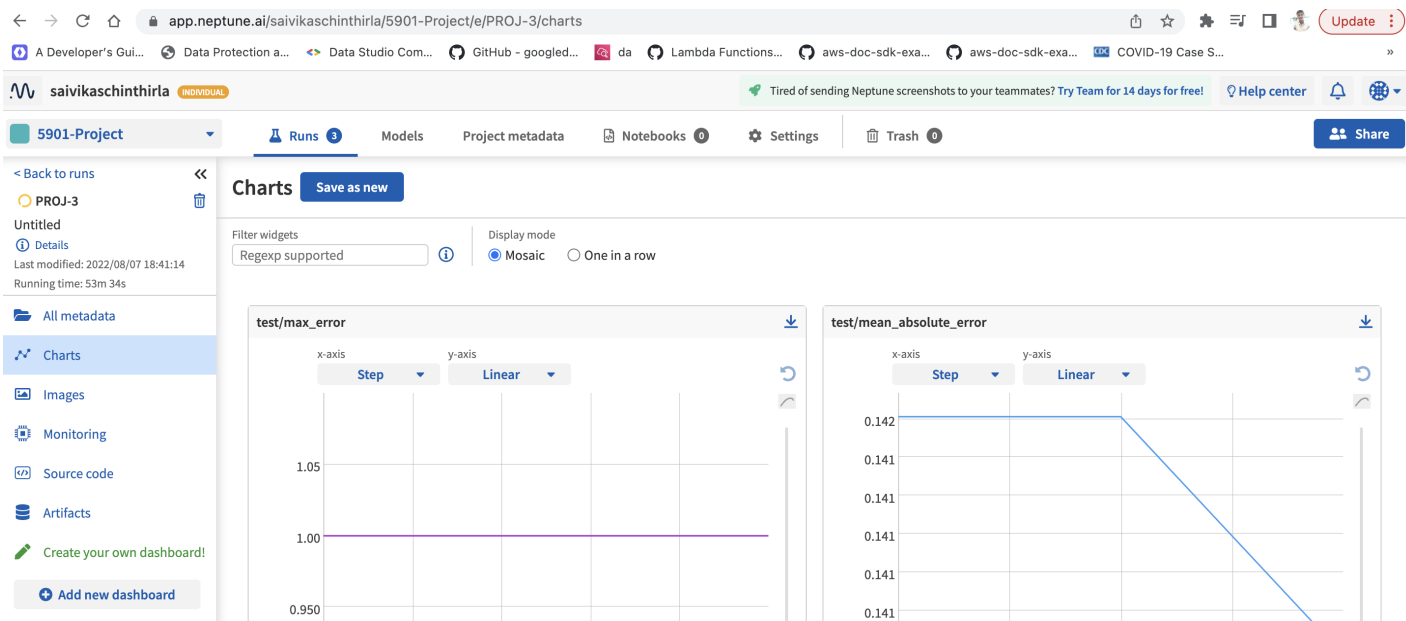 app.neptune.ai/saivikaschinthirla/5901-Project/e/PROJ-3/charts
Update
A Developer's Gui... Data Protection a... Data Studio Com... GitHub - googled... da Lambda Functions... aws-doc-sdk-exa... aws-doc-sdk-exa... COVID-19 Case S... »
saivikaschinthirla INDIVIDUAL Tired of sending Neptune screenshots to your teammates? Try Team for 14 days for free! Help center
5901-Project Runs 3 Models Project metadata Notebooks 0 Settings Trash 0 Share
< Back to runs
PROJ-3
Untitled
Details
Last modified: 2022/08/07 18:41:14
Running time: 53m 34s
All metadata
Charts
Images
Monitoring
Source code
Artifacts
Create your own dashboard!
Add new dashboard
Charts Save as new
Filter widgets Display mode
Regexp supported Mosaic One in a row
test/max_error
x-axis y-axis
Step Linear
1.05
1.00
0.950
test/mean_absolute_error
x-axis y-axis
Step Linear
0.142
0.141
0.141
0.141
0.141
0.141